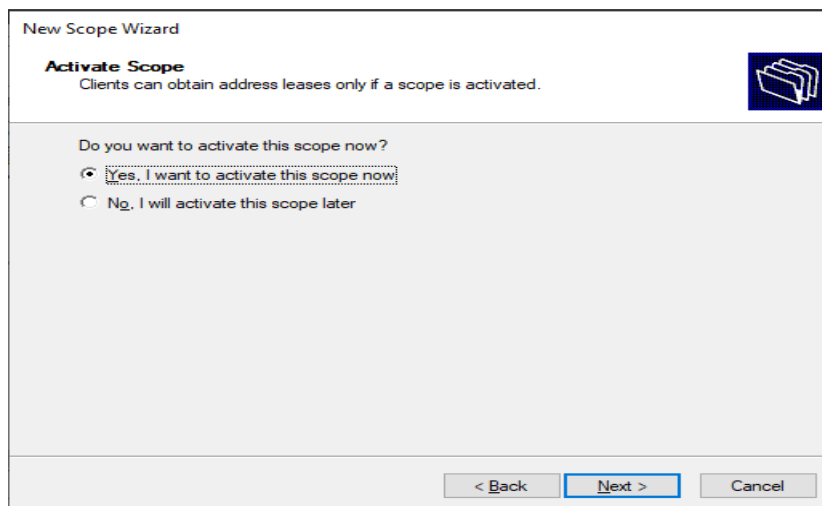 New Scope Wizard
Activate Scope
Clients can obtain address leases only if a scope is activated.
Do you want to activate this scope now?
Yes, I want to activate this scope now
No, I will activate this scope later
< Back
Next >
Cancel